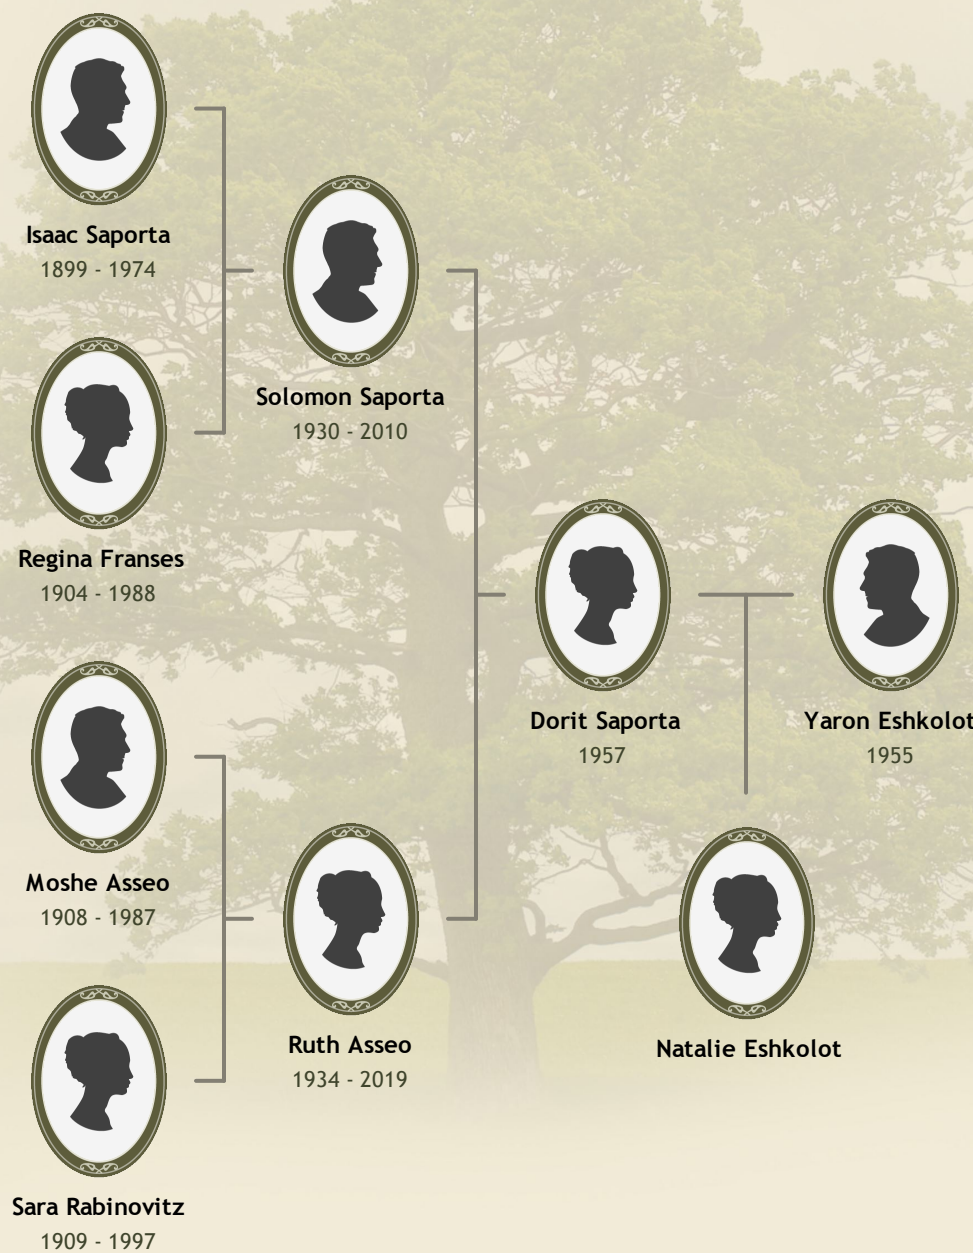 Isaac Saporta
1899 - 1974
Solomon Saporta
1930 - 2010
Regina Franses
1904 - 1988
Dorit Saporta
1957
Yaron Eshkolot
1955
Moshe Asseo
1908 - 1987
Ruth Asseo
1934 - 2019
Natalie Eshkolot
Sara Rabinovitz
1909 - 1997